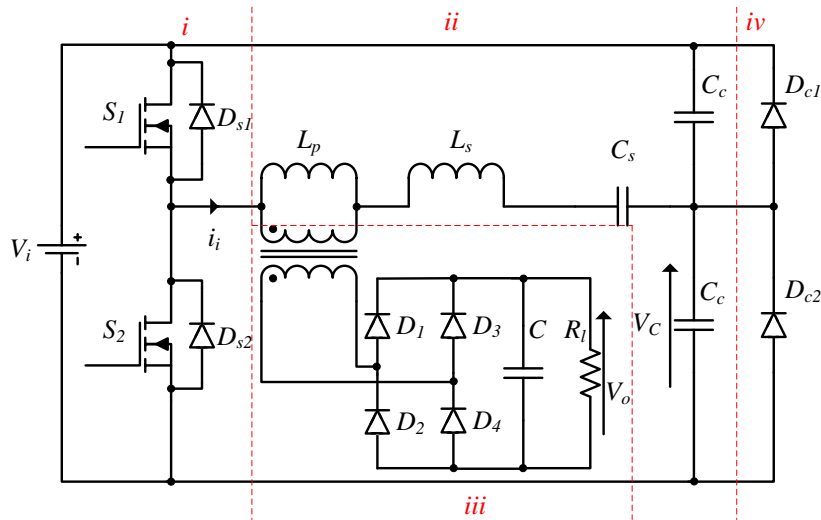 i ii iv
S1 Ds1 Lp Ls Cs Cc Dc1
ii
Vi + -
S2 Ds2 D1 D3 C Rl Vo VC Cc Dc2
D2 D4
iii